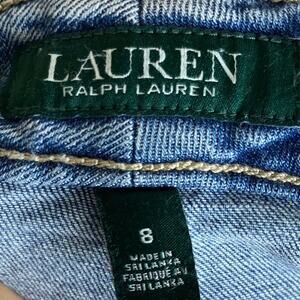 LAUREN
RALPH LAUREN
8
MADE IN
SRI LANKA
FABRIQUÉ AU
SRI LANKA